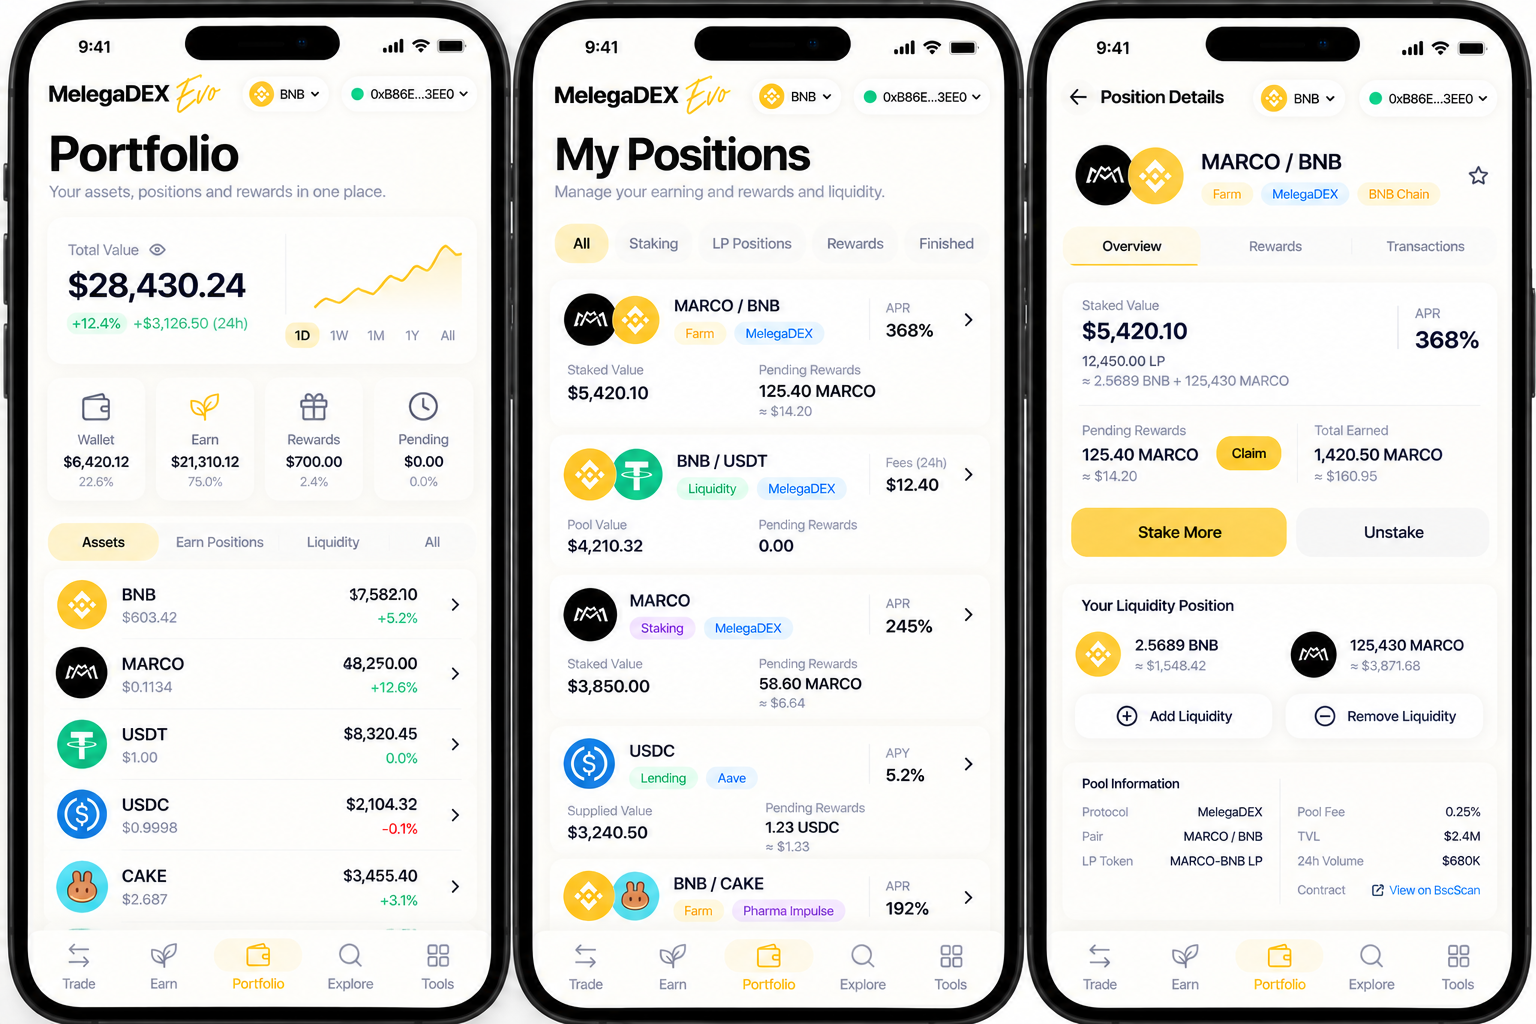 9:41
MelegaDEX Evo
BNB
0xB86E...3EE0
Portfolio
Your assets, positions and rewards in one place.
Total Value
$28,430.24
+12.4% +$3,126.50 (24h)
1D 1W 1M 1Y All
Wallet
$6,420.12
22.6%
Earn
$21,310.12
75.0%
Rewards
$700.00
2.4%
Pending
$0.00
0.0%
Assets Earn Positions Liquidity All
BNB $7,582.10
$603.42 +5.2%
MARCO 48,250.00
$0.1134 +12.6%
USDT $8,320.45
$1.00 0.0%
USDC $2,104.32
$0.9998 -0.1%
CAKE $3,455.40
$2.687 +3.1%
Trade Earn Portfolio Explore Tools
9:41
MelegaDEX Evo
BNB
0xB86E...3EE0
My Positions
Manage your earning and rewards and liquidity.
All Staking LP Positions Rewards Finished
MARCO / BNB
Farm MelegaDEX
APR
368%
Staked Value
$5,420.10
Pending Rewards
125.40 MARCO
≈ $14.20
BNB / USDT
Liquidity MelegaDEX
Fees (24h)
$12.40
Pool Value
$4,210.32
Pending Rewards
0.00
MARCO
Staking MelegaDEX
APR
245%
Staked Value
$3,850.00
Pending Rewards
58.60 MARCO
≈ $6.64
USDC
Lending Aave
APY
5.2%
Supplied Value
$3,240.50
Pending Rewards
1.23 USDC
≈ $1.33
BNB / CAKE
Farm Pharma Impulse
APR
192%
Trade Earn Portfolio Explore Tools
9:41
Position Details
BNB
0xB86E...3EE0
MARCO / BNB
Farm MelegaDEX BNB Chain
Overview Rewards Transactions
Staked Value
$5,420.10
12,450.00 LP
≈ 2.5689 BNB + 125,430 MARCO
APR
368%
Pending Rewards
125.40 MARCO
≈ $14.20
Claim
Total Earned
1,420.50 MARCO
≈ $160.95
Stake More
Unstake
Your Liquidity Position
2.5689 BNB
≈ $1,548.42
125,430 MARCO
≈ $3,871.68
Add Liquidity
Remove Liquidity
Pool Information
Protocol MelegaDEX
Pair MARCO / BNB
LP Token MARCO-BNB LP
Pool Fee 0.25%
TVL $2.4M
24h Volume $680K
Contract View on BscScan
Trade Earn Portfolio Explore Tools